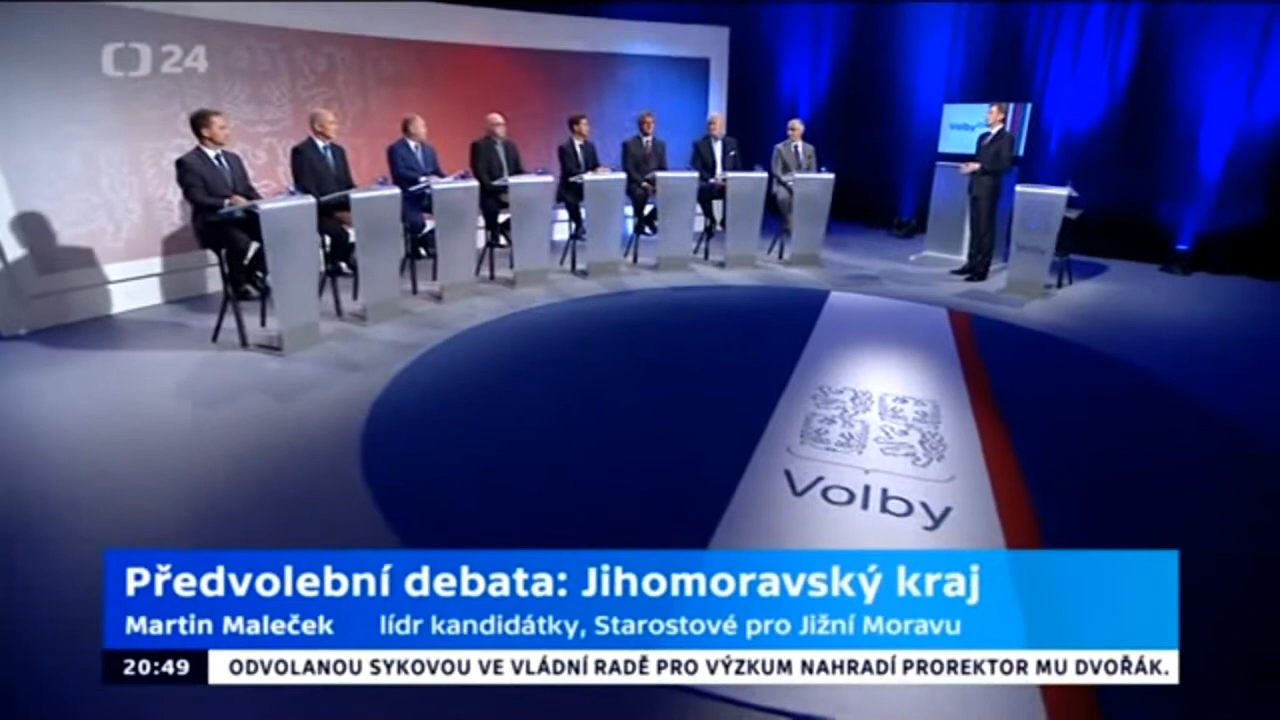 24
Volby
Volby
Předvolební debata: Jihomoravský kraj
Martin Maleček lídr kandidátky, Starostové pro Jižní Moravu
20:49 ODVOLANOU SYKOVOU VE VLÁDNÍ RADĚ PRO VÝZKUM NAHRADÍ PROREKTOR MU DVOŘÁK.